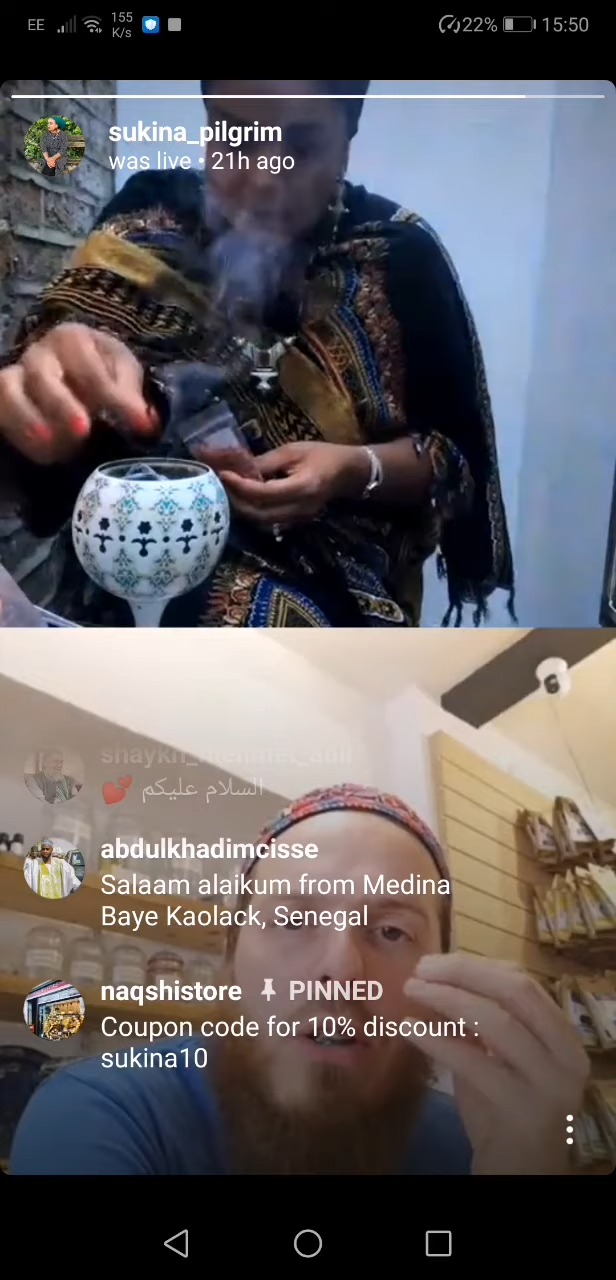 EE
155
K/s
22%
15:50
sukina_pilgrim
was live • 21h ago
shaykh_mehmet_adil
💕 السلام عليكم
abdulkhadimcisse
Salaam alaikum from Medina
Baye Kaolack, Senegal
naqshistore 📌 PINNED
Coupon code for 10% discount :
sukina10